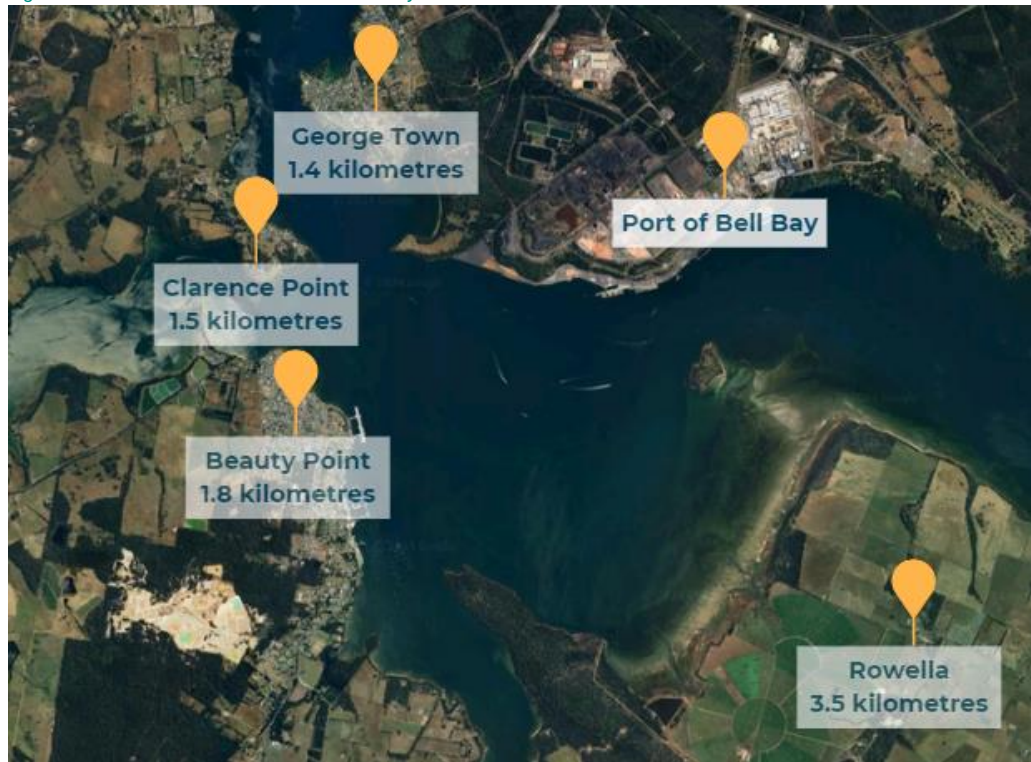 George Town
1.4 kilometres
Port of Bell Bay
Clarence Point
1.5 kilometres
Beauty Point
1.8 kilometres
Rowella
3.5 kilometres